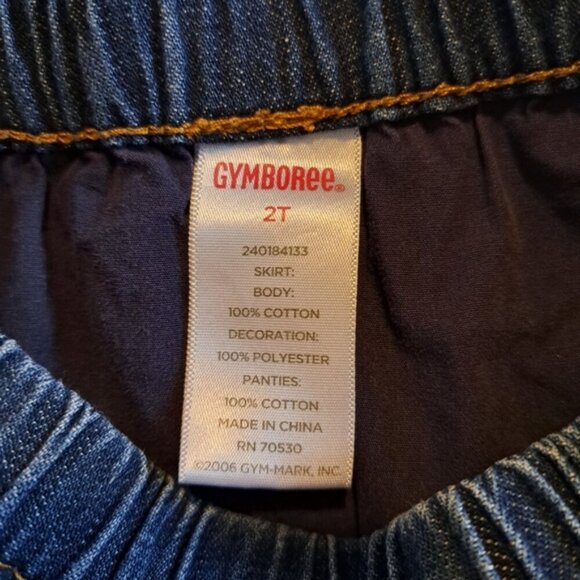 GYMBOREE®
2T
240184133
SKIRT:
BODY:
100% COTTON
DECORATION:
100% POLYESTER
PANTIES:
100% COTTON
MADE IN CHINA
RN 70530
©2006 GYM-MARK, INC.